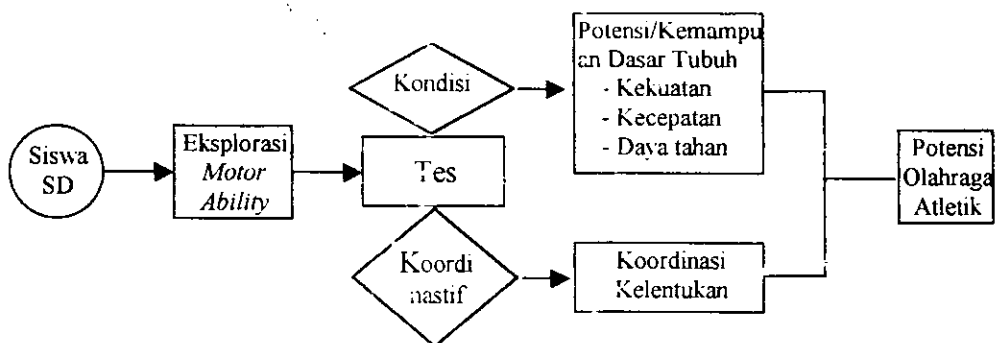 Siswa
SD
Eksplorasi
Motor
Ability
Kondisi
Tes
Koordi
nastif
Potensi/Kemampu
an Dasar Tubuh
- Kekuatan
- Kecepatan
- Daya tahan
Koordinasi
Kelentukan
Potensi
Olahraga
Atletik